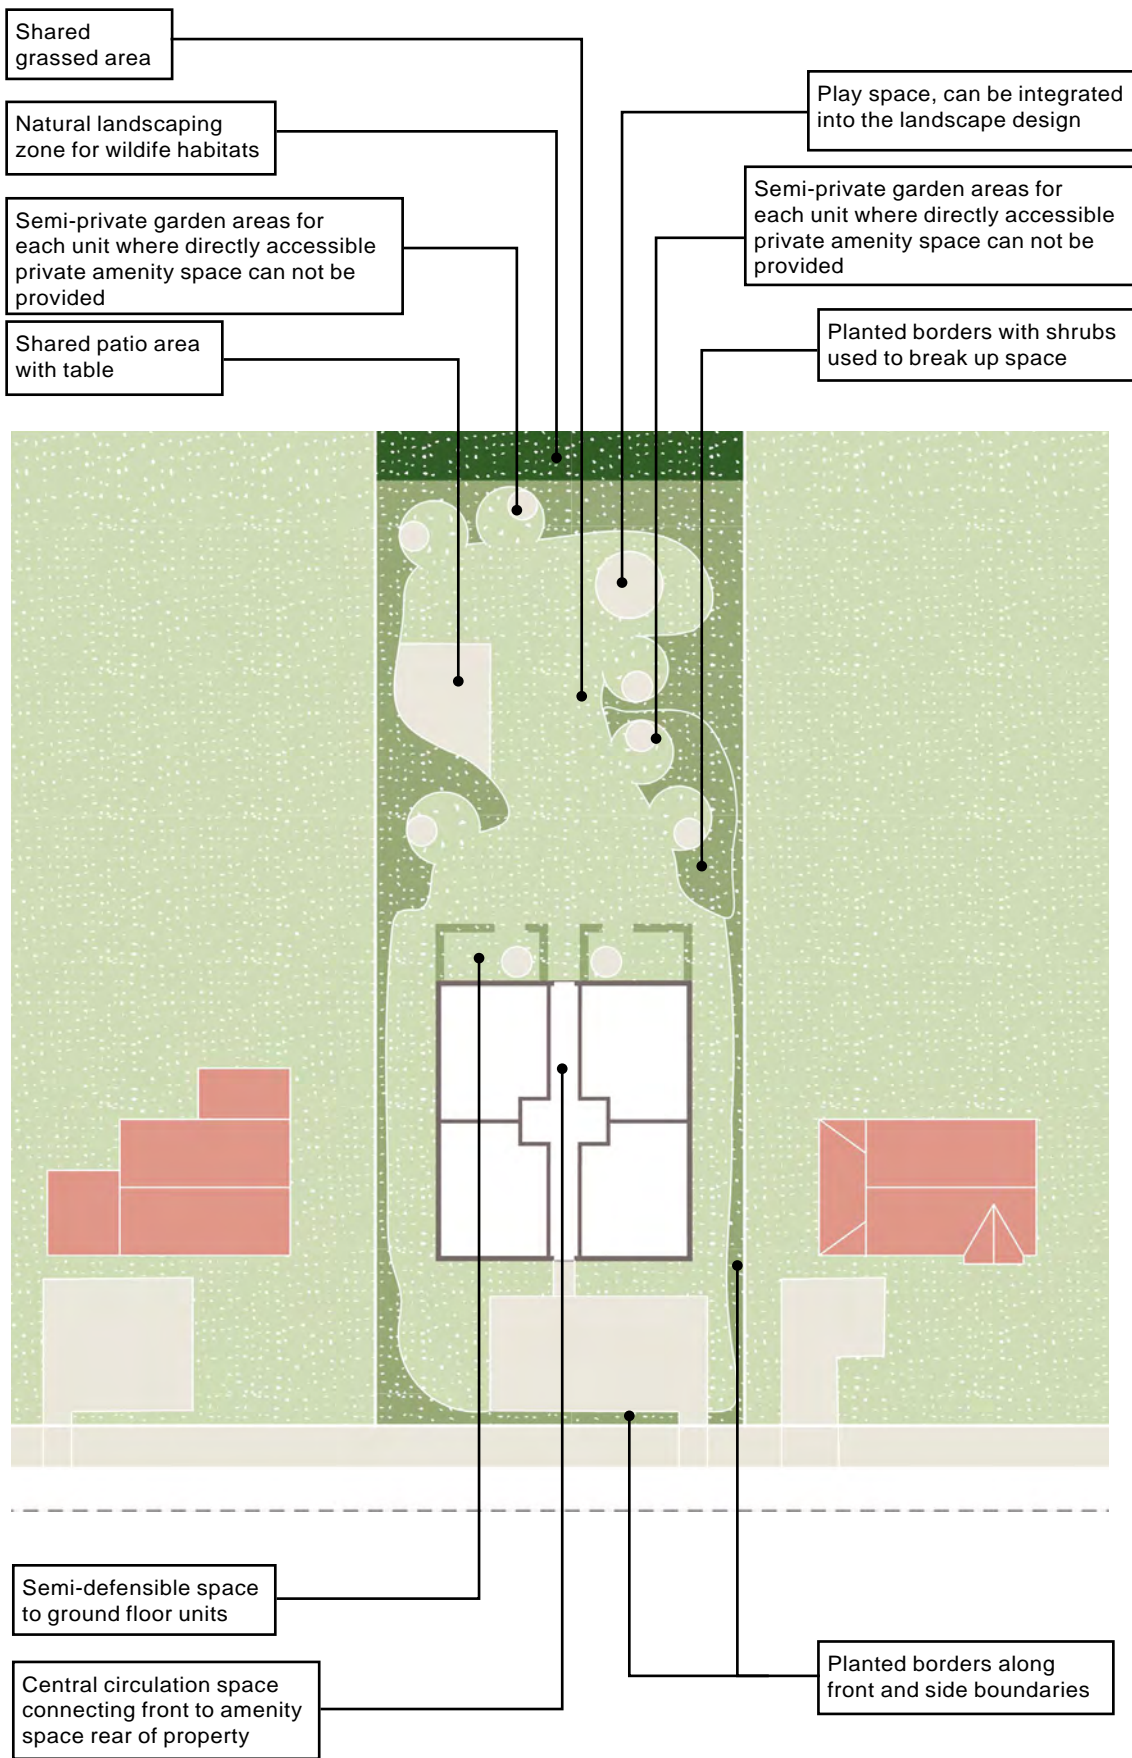 Shared
grassed area
Natural landscaping
zone for wildife habitats
Semi-private garden areas for
each unit where directly accessible
private amenity space can not be
provided
Shared patio area
with table
Play space, can be integrated
into the landscape design
Semi-private garden areas for
each unit where directly accessible
private amenity space can not be
provided
Planted borders with shrubs
used to break up space
Semi-defensible space
to ground floor units
Central circulation space
connecting front to amenity
space rear of property
Planted borders along
front and side boundaries